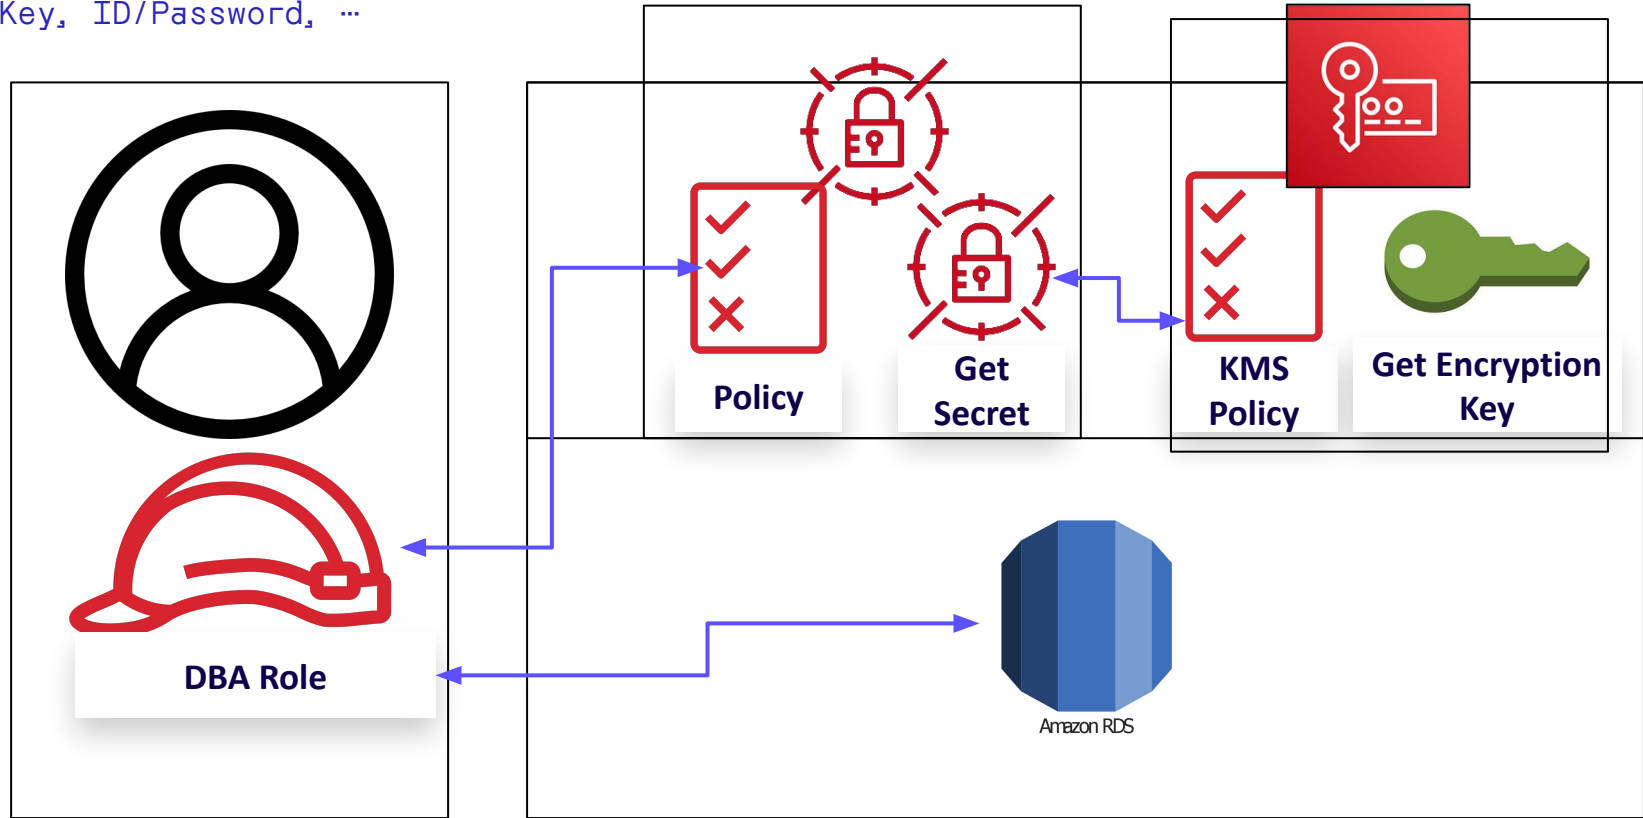 Key, ID/Password, …
Policy
Get
Secret
KMS
Policy
Get Encryption
Key
DBA Role
Amazon RDS